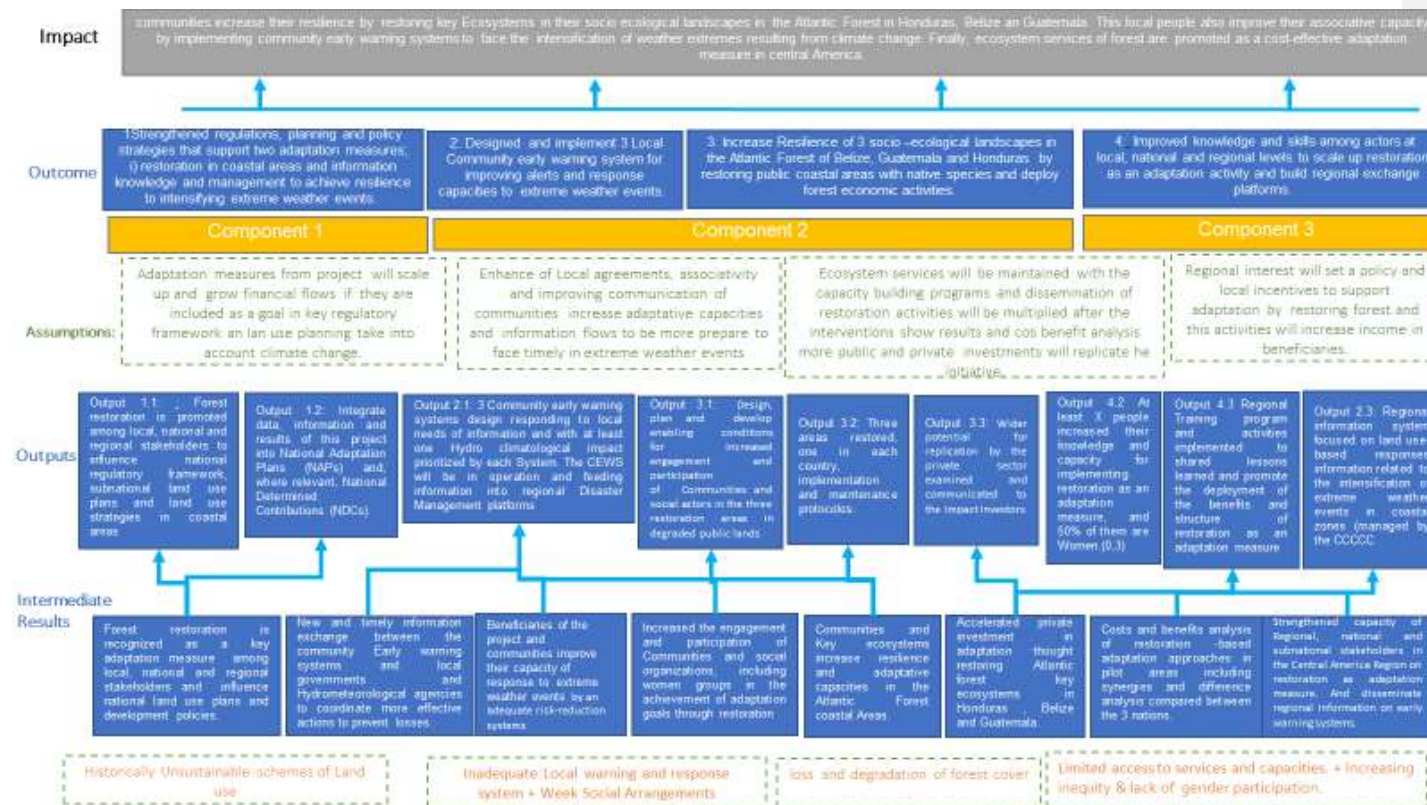 Impact
communities increase their resilience by restoring key Ecosystems in their socio ecological landscapes in the Atlantic Forest in Honduras, Belize an Guatemala. This local people also improve their associative capacity
by implementing community early warning systems to face the intensification of weather extremes resulting from climate change. Finally, ecosystem services of forest are promoted as a cost-effective adaptation
measure in central America.
Outcome
1Strengthened regulations, planning and policy
strategies that support two adaptation measures;
i) restoration in coastal areas and information
knowledge and management to achieve resilience
to intensifying extreme weather events.
2. Designed and implement 3 Local
Community early warning system for
improving alerts and response
capacities to extreme weather events.
3. Increase Resilience of 3 socio –ecological landscapes in
the Atlantic Forest of Belize, Guatemala and Honduras by
restoring public coastal areas with native species and deploy
forest economic activities.
4. Improved knowledge and skills among actors at
local, national and regional levels to scale up restoration
as an adaptation activity and build regional exchange
platforms.
Component 1
Component 2
Component 3
Assumptions:
Adaptation measures from project will scale
up and grow financial flows if they are
included as a goal in key regulatory
framework an lan use planning take into
account climate change.
Enhance of Local agreements, associativity
and improving communication of
communities increase adaptative capacities
and information flows to be more prepare to
face timely in extreme weather events
Ecosystem services will be maintained with the
capacity building programs and dissemination of
restoration activities will be multiplied after the
interventions show results and cos benefit analysis
more public and private investments will replicate he
initiative.
Regional interest will set a policy and
local incentives to support
adaptation by restoring forest and
this activities will increase income in
beneficiaries.
Outputs
Output 1.1: , Forest
restoration is promoted
among local, national and
regional stakeholders to
influence national
regulatory framework,
subnational land use
plans and land use
strategies in coastal
areas
Output 1.2: Integrate
data, information and
results of this project
into National Adaptation
Plans (NAPs) and,
where relevant, National
Determined
Contributions (NDCs)
Output 2.1: 3 Community early warning
systems design responding to local
needs of information and with at least
one Hydro climatological impact
prioritized by each System. The CEWS
will be in operation and feeding
information into regional Disaster
Management platforms
Output 3.1: Design,
plan and develop
enabling conditions
for increased
engagement and
participation
of Communities and
social actors in the three
restoration areas in
degraded public lands
Output 3.2: Three
areas restored,
one in each
country,
implementation
and maintenance
protocoles.
Output 3.3: Wider
potential for
replication by the
private sector
examined and
communicated to
the Impact Investors
Output 4.2 At
least X people
increased their
knowledge and
capacity for
implementing
restoration as an
adaptation
measure, and
50% of them are
Women (0,3)
Output 4.3 Regional
Training program
and activities
implemented to
shared lessons
learned and promote
the deployment of
the benefits and
structure of
restoration as an
adaptation measure
Output 2.3: Regional
information system
focused on land use-
based responses
information related to
the intensification of
extreme weather
events in coastal
zones (managed by
the CCCCC
Intermediate
Results
Forest restoration is
recognized as a key
adaptation measure among
local, national and regional
stakeholders and influence
national land use plans and
development policies.
New and timely information
exchange between the
community Early warning
systems and local
governments and
Hydrometeorological agencies
to coordinate more effective
actions to prevent losses.
Beneficiaries of the
project and
communities improve
their capacity of
response to extreme
weather events by an
adequate risk-reduction
systems
Increased the engagement
and participation of
Communities and social
organizations, including
women groups in the
achievement of adaptation
goals through restoration
Communities and
Key ecosystems
increase resilience
and adaptative
capacities in the
Atlantic Forest
coastal Areas.
Accelerated private
investment in
adaptation thought
restoring Atlantic
forest key
ecosystems in
Honduras , Belize
and Guatemala.
Costs and benefits analysis
of restoration -based
adaptation approaches in
pilot areas including
synergies and difference
analysis compared between
the 3 nations.
Strengthened capacity of
Regional, national and
subnational stakeholders in
the Central America Region on
restoration as adaptation
measure. And disseminate
regional information on early
warning systems.
Historically Unsustainable schemes of Land
use
Inadequate Local warning and response
system + Week Social Arrangements
loss and degradation of forest cover
Limited access to services and capacities. + Increasing
inequity & lack of gender participation.